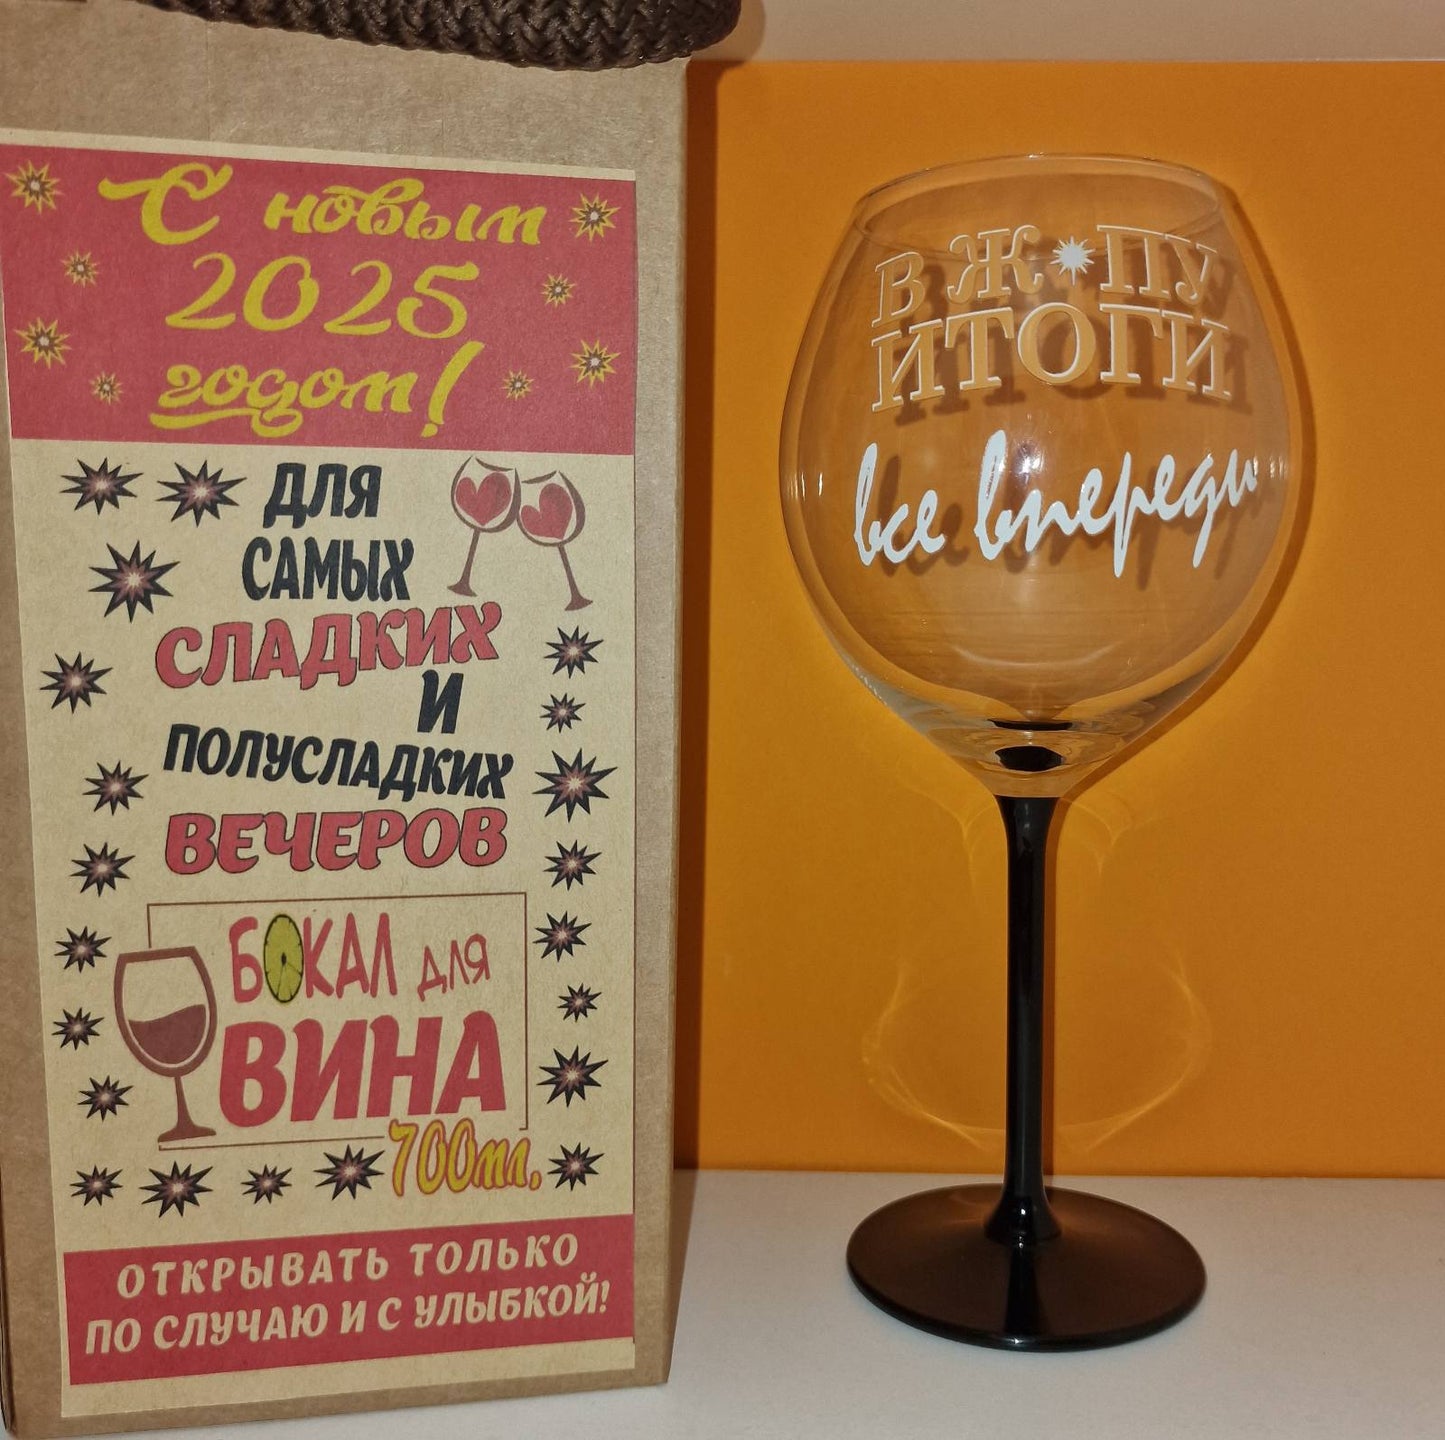 С новым
2025
годом!
ДЛЯ
САМЫХ
СЛАДКИХ
И
ПОЛУСЛАДКИХ
ВЕЧЕРОВ
БОКАЛ для
ВИНА
700мл.
ОТКРЫВАТЬ ТОЛЬКО
ПО СЛУЧАЮ И С УЛЫБКОЙ!
В Ж*ПУ
ИТОГИ
все впереди